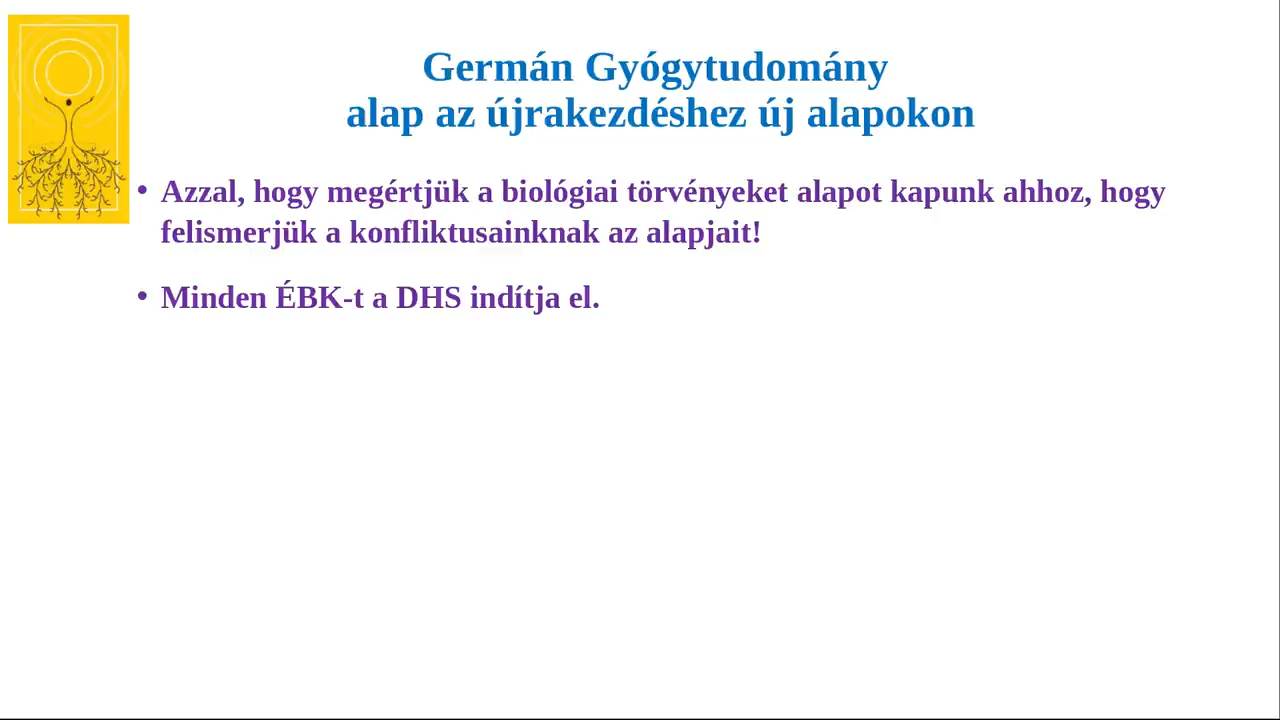 Germán Gyógytudomány
alap az újrakezdéshez új alapokon
• Azzal, hogy megértjük a biológiai törvényeket alapot kapunk ahhoz, hogy
felismerjük a konfliktusainknak az alapjait!
• Minden ÉBK-t a DHS indítja el.